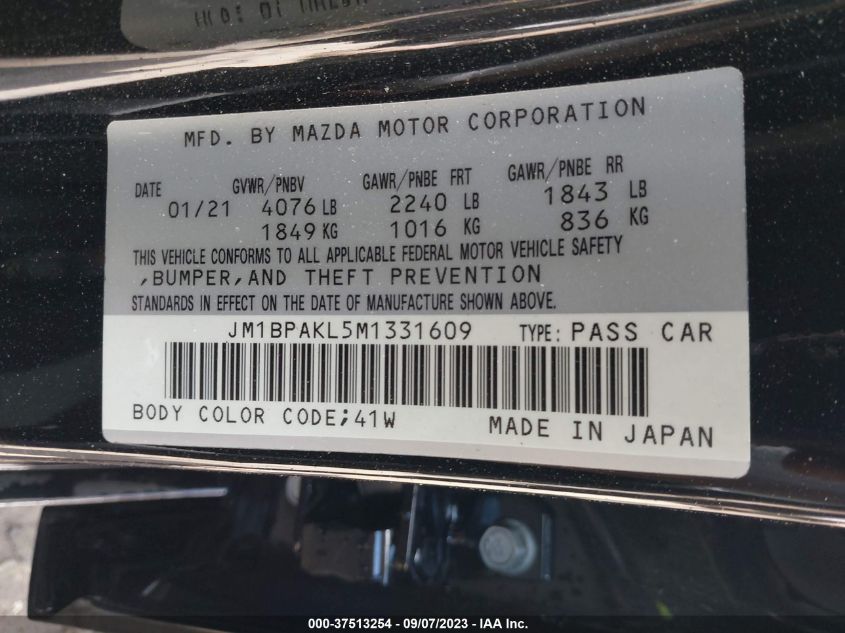 MFD. BY MAZDA MOTOR CORPORATION
DATE GVWR/PNBV GAWR/PNBE FRT GAWR/PNBE RR
01/21 4076 LB 2240 LB 1843 LB
1849 KG 1016 KG 836 KG
THIS VEHICLE CONFORMS TO ALL APPLICABLE FEDERAL MOTOR VEHICLE SAFETY
,BUMPER,AND THEFT PREVENTION
STANDARDS IN EFFECT ON THE DATE OF MANUFACTURE SHOWN ABOVE.
JM1BPAKL5M1331609 TYPE: PASS CAR
BODY COLOR CODE;41W MADE IN JAPAN
000-37513254 - 09/07/2023 - IAA Inc.